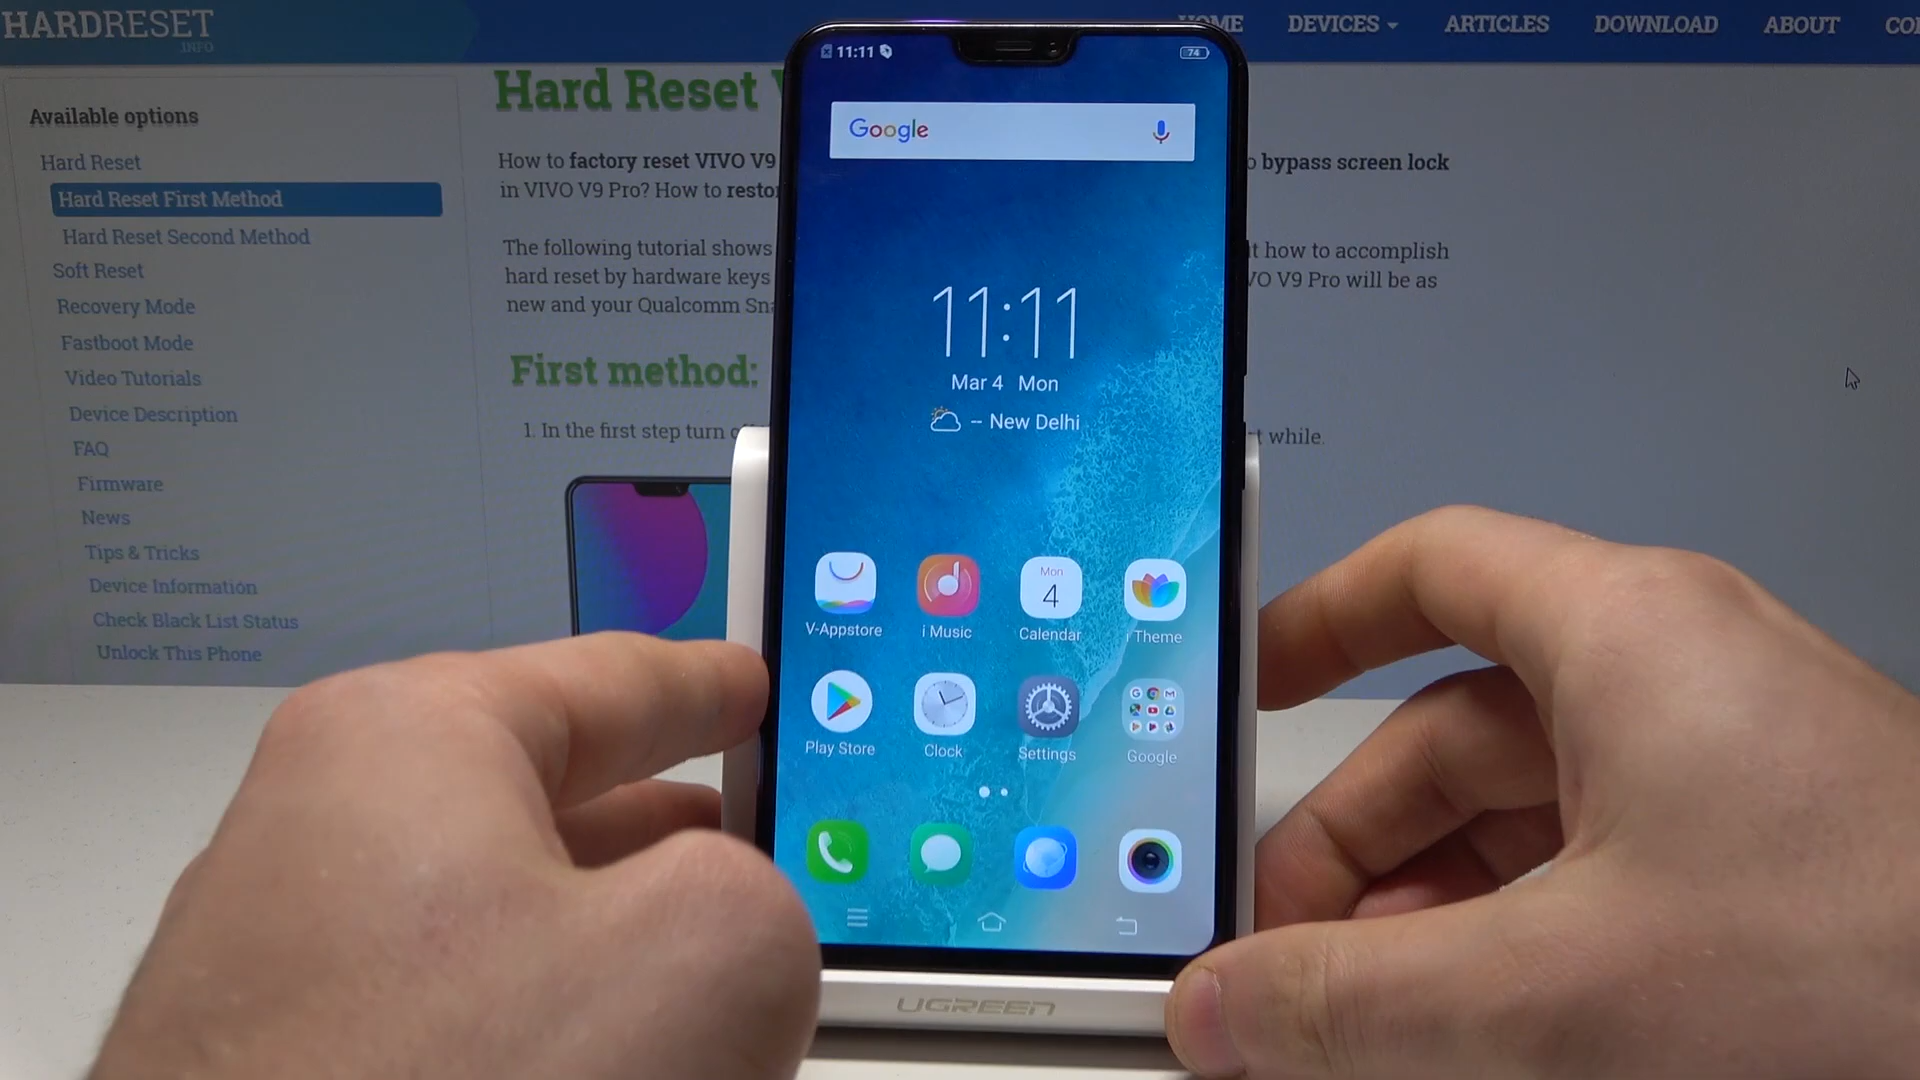 HARDRESET
.INFO
HOME DEVICES ARTICLES DOWNLOAD ABOUT
Available options
Hard Reset
Hard Reset First Method
Hard Reset Second Method
Soft Reset
Recovery Mode
Fastboot Mode
Video Tutorials
Device Description
FAQ
Firmware
News
Tips & Tricks
Device Information
Check Black List Status
Unlock This Phone
Hard Reset
How to factory reset VIVO V9
bypass screen lock
in VIVO V9 Pro? How to
The following tutorial shows
how to accomplish
hard reset by hardware keys
VO V9 Pro will be as
new and your Qualcomm
First method:
1. In the first step turn
while.
11:11
74
Google
11:11
Mar 4 Mon
-- New Delhi
Mon
4
V-Appstore
i Music
Calendar
i Theme
Play Store
Clock
Settings
Google
UGREEN